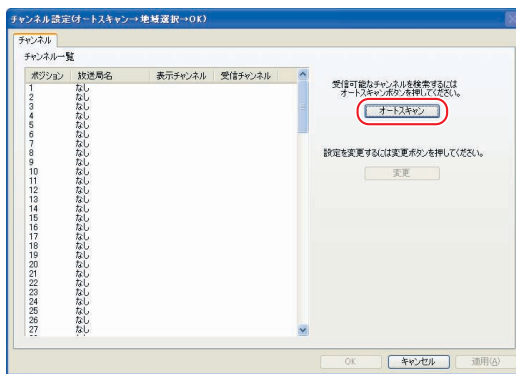 チャンネル設定(オートスキャン→地域選択→OK)
チャンネル
チャンネル一覧
ポジション 放送局名 表示チャンネル 受信チャンネル
1 なし
2 なし
3 なし
4 なし
5 なし
6 なし
7 なし
8 なし
9 なし
10 なし
11 なし
12 なし
13 なし
14 なし
15 なし
16 なし
17 なし
18 なし
19 なし
20 なし
21 なし
22 なし
23 なし
24 なし
25 なし
26 なし
27 なし
受信可能なチャンネルを検索するには
オートスキャンボタンを押してください。
オートスキャン
設定を変更するには変更ボタンを押してください。
変更
OK キャンセル 適用(A)